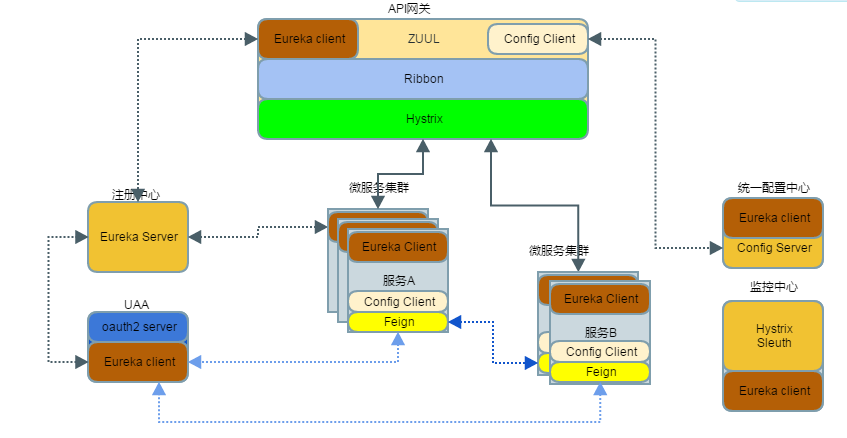 API网关
Eureka client
ZUUL
Config Client
Ribbon
Hystrix
注册中心
Eureka Server
微服务集群
Eureka Client
服务A
Config Client
Feign
微服务集群
Eureka Client
服务B
Config Client
Feign
统一配置中心
Eureka client
Config Server
监控中心
Hystrix
Sleuth
Eureka client
UAA
oauth2 server
Eureka client